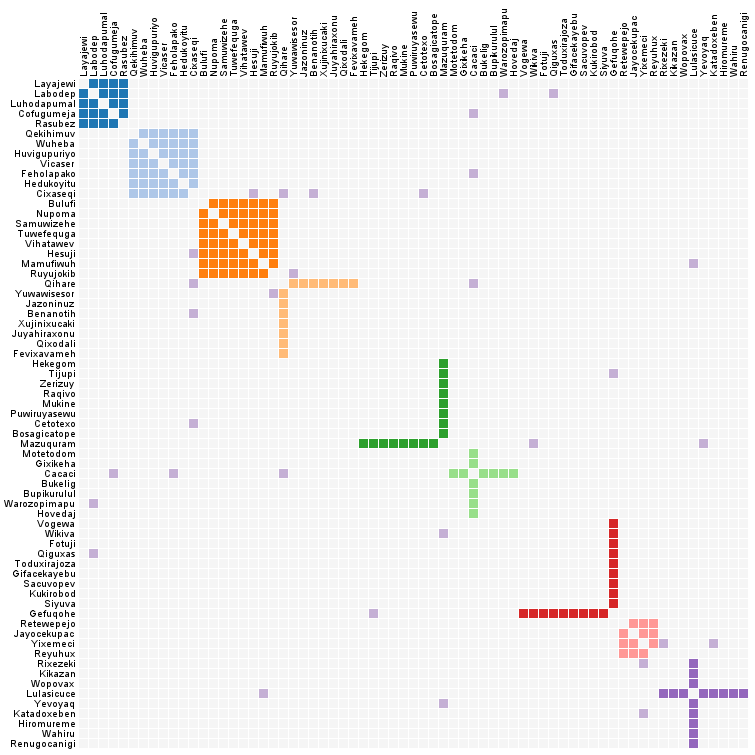 Layajewi
Labodep
Luhodapumal
Cofugumeja
Rasubez
Qekihimuv
Wuheba
Huvigupuriyo
Vicaser
Feholapako
Hedukoyitu
Cixaseqi
Bulufi
Nupoma
Samuwizehe
Tuwefequga
Vihatawev
Hesuji
Mamufiwuh
Ruyujokib
Qihare
Yuwawisesor
Jazoninuz
Benanotih
Xujinixucaki
Juyahiraxonu
Qixodali
Fevixavameh
Hekegom
Tijupi
Zerizuy
Raqivo
Mukine
Puwiruyasewu
Cetotexo
Bosagicatope
Mazuquram
Motetodom
Gixikeha
Cacaci
Bukelig
Bupikurulul
Warozopimapu
Hovedaj
Vogewa
Wikiva
Fotuji
Qiguxas
Toduxirajoza
Gifacekayebu
Sacuvopev
Kukirobod
Siyuva
Gefuqohe
Retewepejo
Jayocekupac
Yixemeci
Reyuhux
Rixezeki
Kikazan
Wopovax
Lulasicuce
Yevoyaq
Katadoxeben
Hiromureme
Wahiru
Renugocanigi
Layajewi
Labodep
Luhodapumal
Cofugumeja
Rasubez
Qekihimuv
Wuheba
Huvigupuriyo
Vicaser
Feholapako
Hedukoyitu
Cixaseqi
Bulufi
Nupoma
Samuwizehe
Tuwefequga
Vihatawev
Hesuji
Mamufiwuh
Ruyujokib
Qihare
Yuwawisesor
Jazoninuz
Benanotih
Xujinixucaki
Juyahiraxonu
Qixodali
Fevixavameh
Hekegom
Tijupi
Zerizuy
Raqivo
Mukine
Puwiruyasewu
Cetotexo
Bosagicatope
Mazuquram
Motetodom
Gixikeha
Cacaci
Bukelig
Bupikurulul
Warozopimapu
Hovedaj
Vogewa
Wikiva
Fotuji
Qiguxas
Toduxirajoza
Gifacekayebu
Sacuvopev
Kukirobod
Siyuva
Gefuqohe
Retewepejo
Jayocekupac
Yixemeci
Reyuhux
Rixezeki
Kikazan
Wopovax
Lulasicuce
Yevoyaq
Katadoxeben
Hiromureme
Wahiru
Renugocanigi